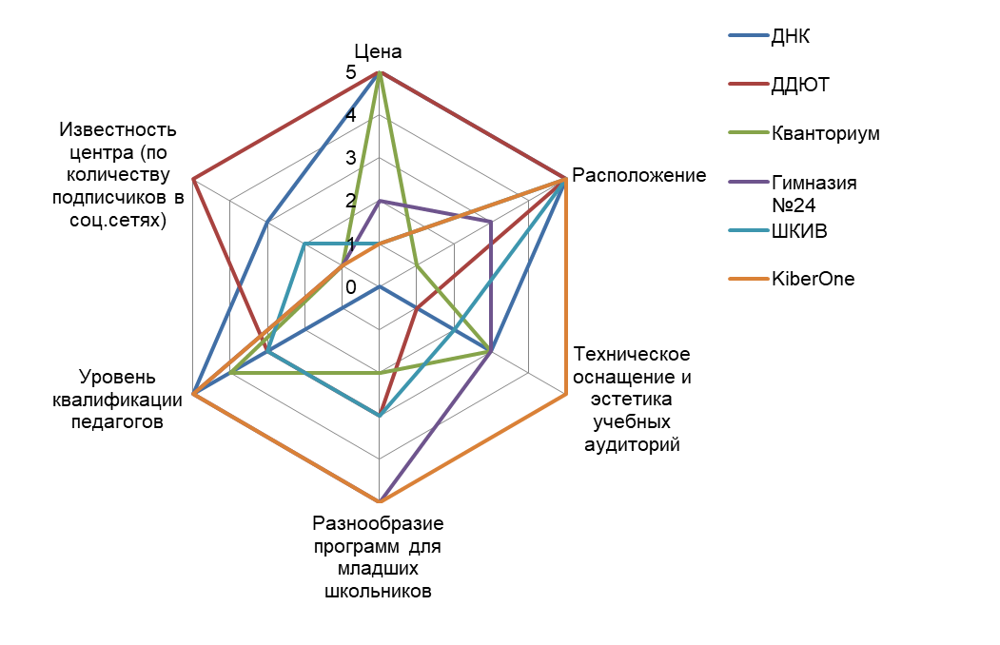 Цена
5
4
3
2
1
0
Расположение
Техническое
оснащение и
эстетика
учебных
аудиторий
Разнообразие
программ для
младших
школьников
Уровень
квалификации
педагогов
Известность
центра (по
количеству
подписчиков в
соц.сетях)
ДНК
ДДЮТ
Кванториум
Гимназия
№24
ШКИВ
KiberOne